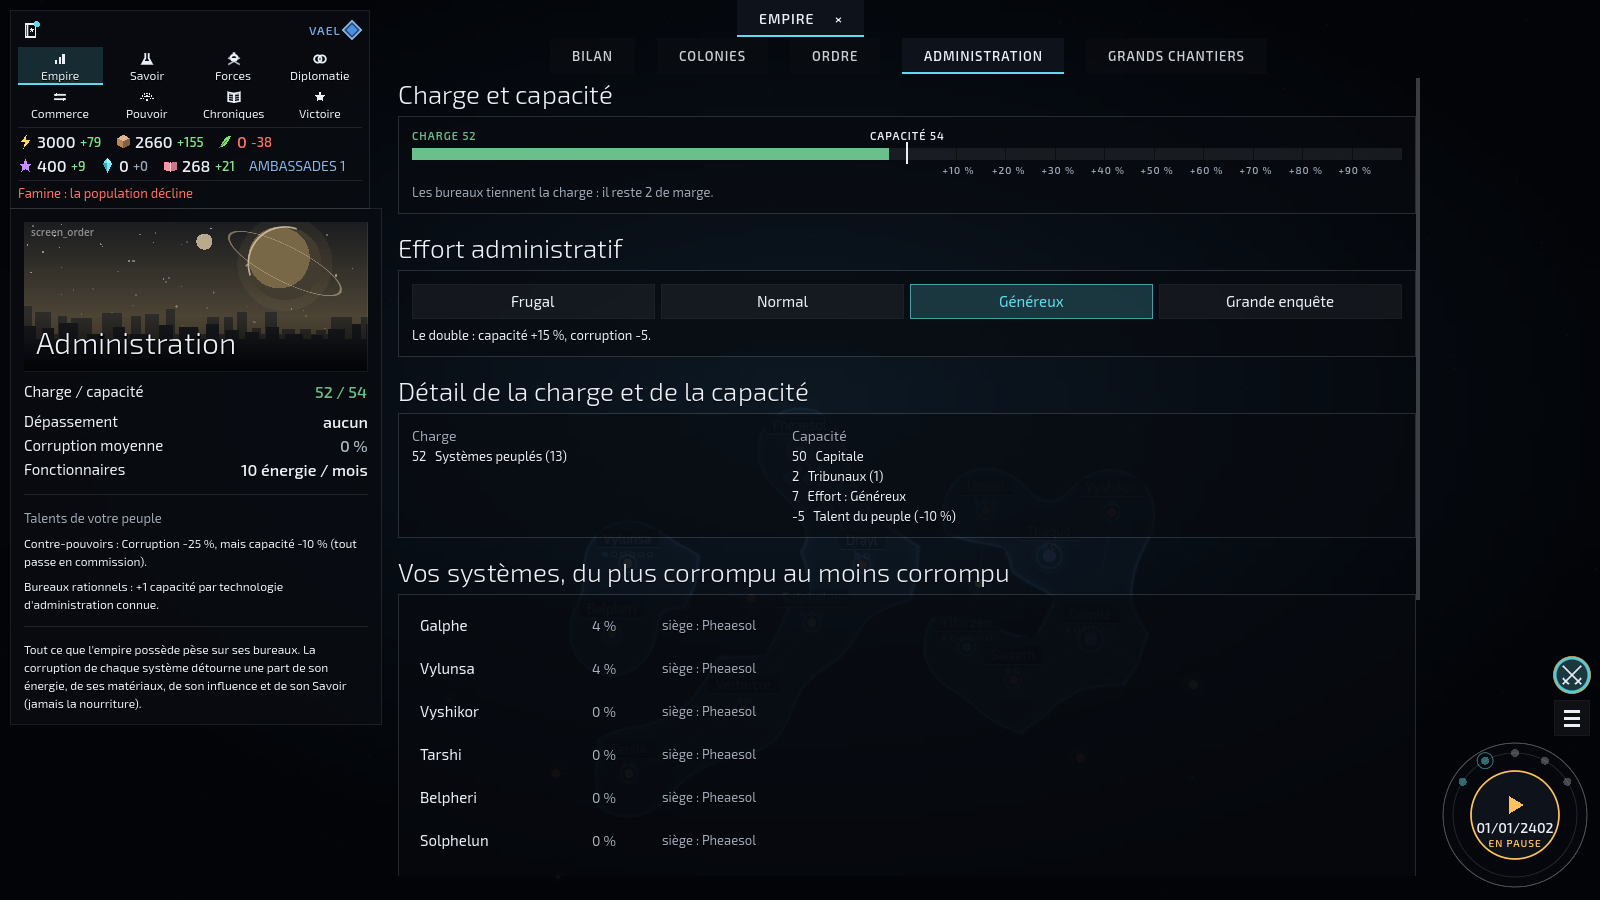 EMPIRE ×
BILAN COLONIES ORDRE ADMINISTRATION GRANDS CHANTIERS
VAEL
Empire Savoir Forces Diplomatie
Commerce Pouvoir Chroniques Victoire
3000 +79 2660 +155 0 -38
400 +9 0 +0 268 +21 AMBASSADES 1
Famine : la population décline
screen_order
Administration
Charge / capacité 52 / 54
Dépassement aucun
Corruption moyenne 0 %
Fonctionnaires 10 énergie / mois
Talents de votre peuple
Contre-pouvoirs : Corruption -25 %, mais capacité -10 % (tout
passe en commission).
Bureaux rationnels : +1 capacité par technologie
d'administration connue.
Tout ce que l'empire possède pèse sur ses bureaux. La
corruption de chaque système détourne une part de son
énergie, de ses matériaux, de son influence et de son Savoir
(jamais la nourriture).
Charge et capacité
CHARGE 52 CAPACITÉ 54
+10 % +20 % +30 % +40 % +50 % +60 % +70 % +80 % +90 %
Les bureaux tiennent la charge : il reste 2 de marge.
Effort administratif
Frugal Normal Généreux Grande enquête
Le double : capacité +15 %, corruption -5.
Détail de la charge et de la capacité
Charge
52 Systèmes peuplés (13)
Capacité
50 Capitale
2 Tribunaux (1)
7 Effort : Généreux
-5 Talent du peuple (-10 %)
Vos systèmes, du plus corrompu au moins corrompu
Galphe 4 % siège : Pheaesol
Vylunsa 4 % siège : Pheaesol
Vyshikor 0 % siège : Pheaesol
Tarshi 0 % siège : Pheaesol
Belpheri 0 % siège : Pheaesol
Solphelun 0 % siège : Pheaesol
01/01/2402
EN PAUSE